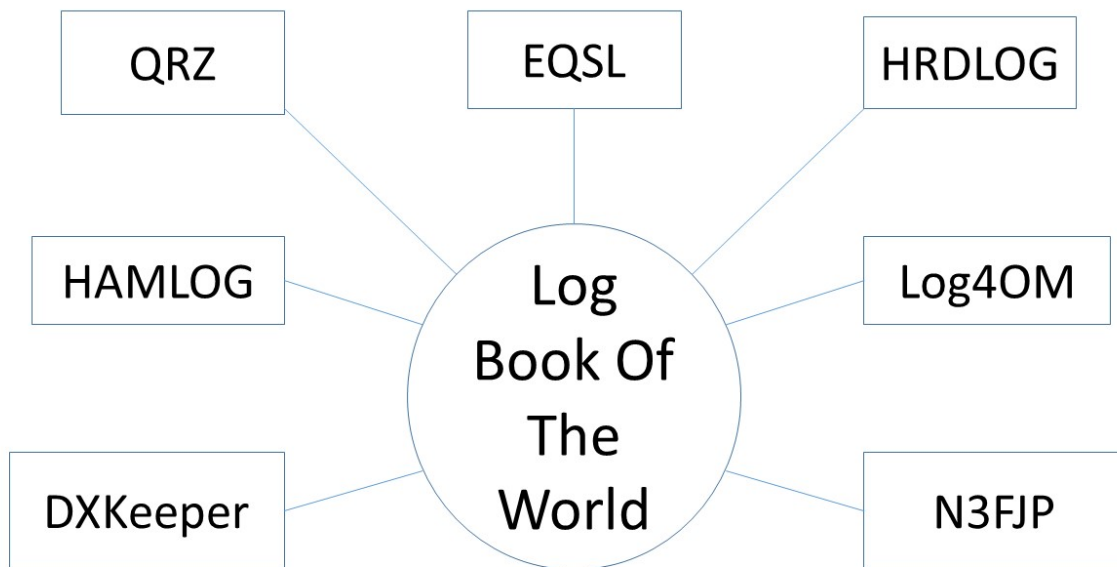 QRZ
EQSL
HRDLOG
HAMLOG
Log4OM
Log
Book Of
The
World
DXKeeper
N3FJP